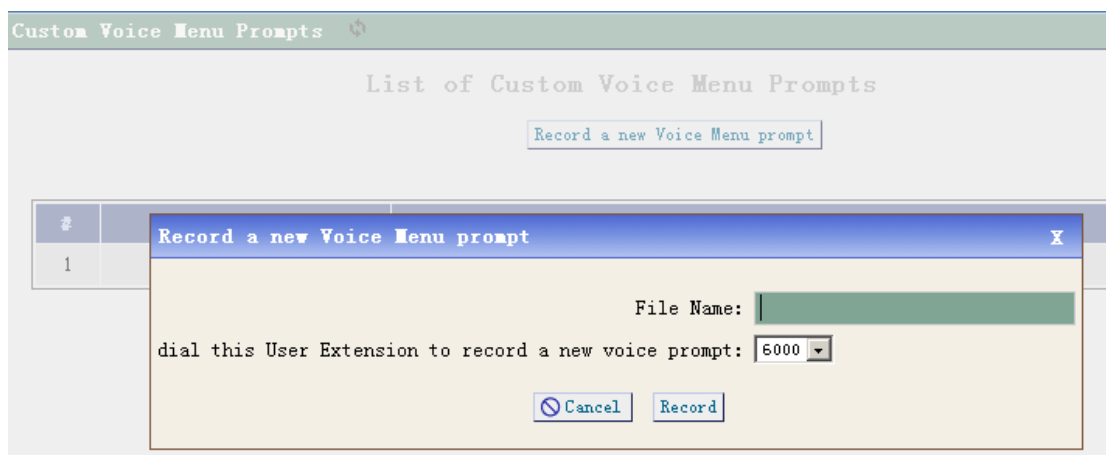 Custom Voice Menu Prompts
List of Custom Voice Menu Prompts
Record a new Voice Menu prompt
#
1
Record a new Voice Menu prompt X
File Name:
dial this User Extension to record a new voice prompt: 6000
Cancel Record